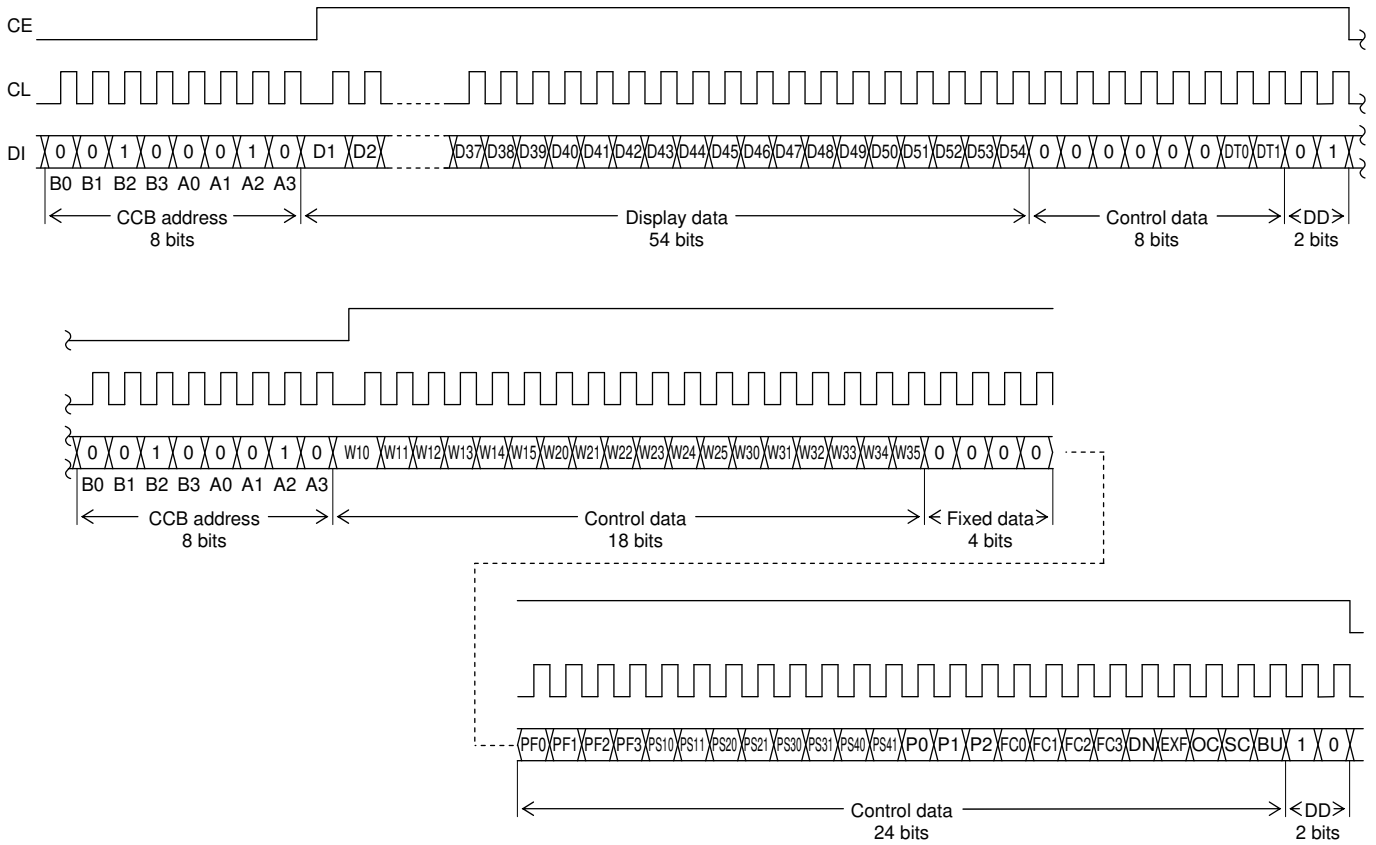 CE
CL
DI 0 0 1 0 0 0 1 0 D1 D2 D37 D38 D39 D40 D41 D42 D43 D44 D45 D46 D47 D48 D49 D50 D51 D52 D53 D54 0 0 0 0 0 0 DT0 DT1 0 1
B0 B1 B2 B3 A0 A1 A2 A3
CCB address Display data Control data DD
8 bits 54 bits 8 bits 2 bits
0 0 1 0 0 0 1 0 W10 W11 W12 W13 W14 W15 W20 W21 W22 W23 W24 W25 W30 W31 W32 W33 W34 W35 0 0 0 0
B0 B1 B2 B3 A0 A1 A2 A3
CCB address Control data Fixed data
8 bits 18 bits 4 bits
PF0 PF1 PF2 PF3 PS10 PS11 PS20 PS21 PS30 PS31 PS40 PS41 P0 P1 P2 FC0 FC1 FC2 FC3 DN EXF OC SC BU 1 0
Control data DD
24 bits 2 bits